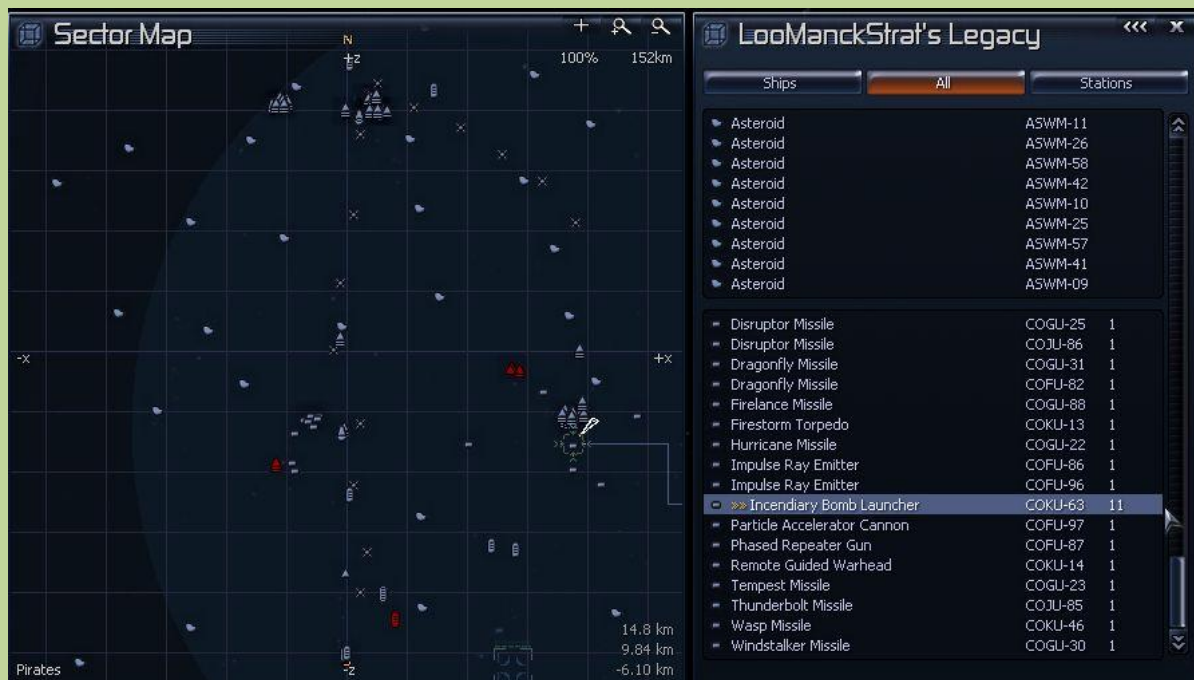 Sector Map
N
+z
100% 152km
-x
+x
14.8 km
9.84 km
-6.10 km
Pirates
-z
LooManckStrat's Legacy
<<< x
Ships All Stations
Asteroid ASWM-11
Asteroid ASWM-26
Asteroid ASWM-58
Asteroid ASWM-42
Asteroid ASWM-10
Asteroid ASWM-25
Asteroid ASWM-57
Asteroid ASWM-41
Asteroid ASWM-09
Disruptor Missile COGU-25 1
Disruptor Missile COJU-86 1
Dragonfly Missile COGU-31 1
Dragonfly Missile COFU-82 1
Firelance Missile COGU-88 1
Firestorm Torpedo COKU-13 1
Hurricane Missile COGU-22 1
Impulse Ray Emitter COFU-86 1
Impulse Ray Emitter COFU-96 1
>> Incendiary Bomb Launcher COKU-63 11
Particle Accelerator Cannon COFU-97 1
Phased Repeater Gun COFU-87 1
Remote Guided Warhead COKU-14 1
Tempest Missile COGU-23 1
Thunderbolt Missile COJU-85 1
Wasp Missile COKU-46 1
Windstalker Missile COGU-30 1